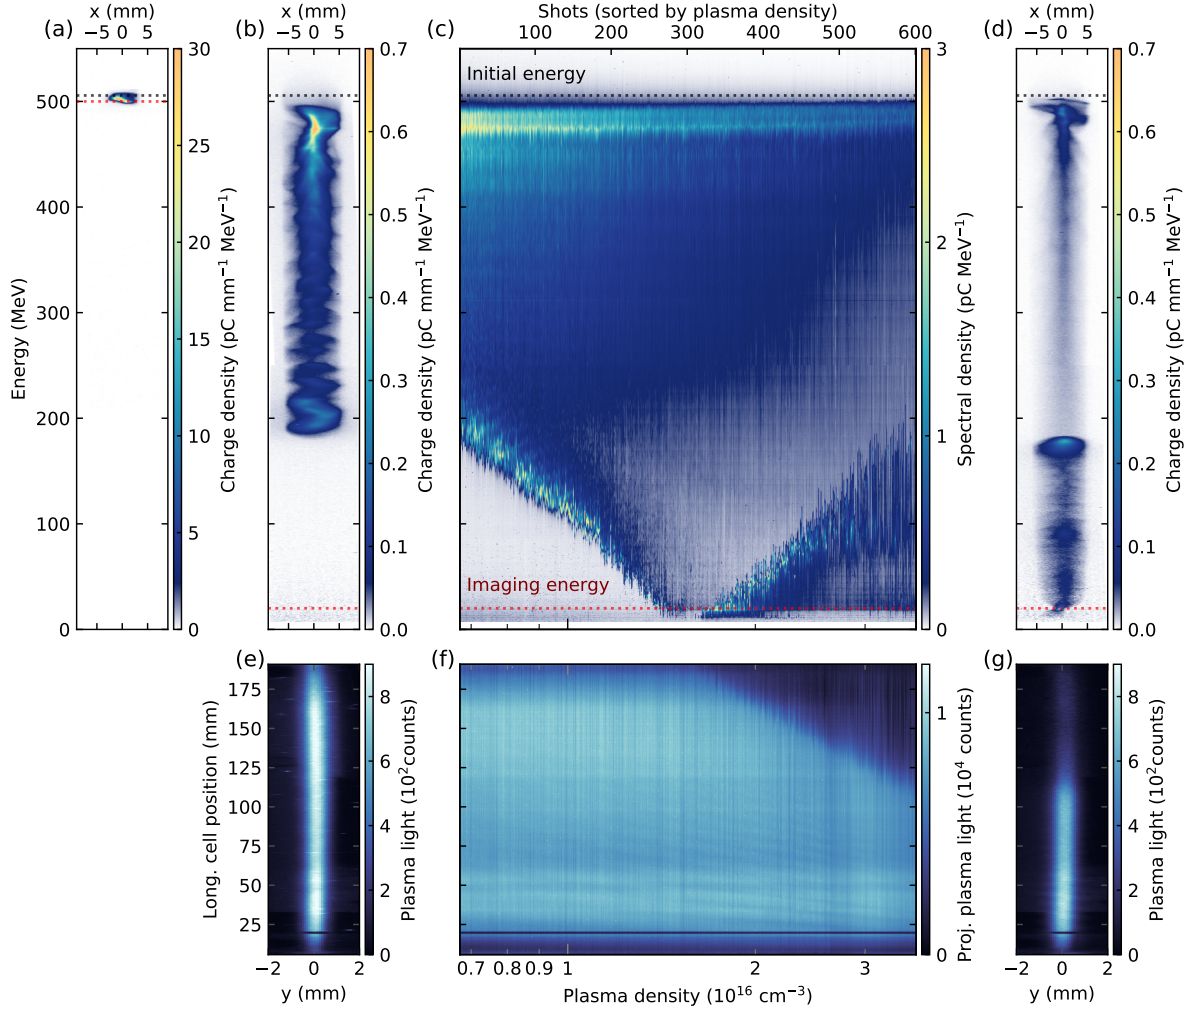 x (mm)
Shots (sorted by plasma density)
x (mm)
x (mm)
(a) −5 0 5
(b) −5 0 5
(c) 100 200 300 400 500 600
(d) −5 0 5
Energy (MeV)
500
400
300
200
100
0
30
25
20
15
10
5
0
Charge density (pC mm⁻¹ MeV⁻¹)
0.7
0.6
0.5
0.4
0.3
0.2
0.1
0.0
Charge density (pC mm⁻¹ MeV⁻¹)
Initial energy
Imaging energy
3
2
1
0
Spectral density (pC MeV⁻¹)
0.7
0.6
0.5
0.4
0.3
0.2
0.1
0.0
Charge density (pC mm⁻¹ MeV⁻¹)
(e)
Long. cell position (mm)
175
150
125
100
75
50
25
−2 0 2
y (mm)
8
6
4
2
0
Plasma light (10²counts)
(f)
0.7 0.8 0.9 1 2 3
Plasma density (10¹⁶ cm⁻³)
1
0
Proj. plasma light (10⁴ counts)
(g)
−2 0 2
y (mm)
8
6
4
2
0
Plasma light (10²counts)